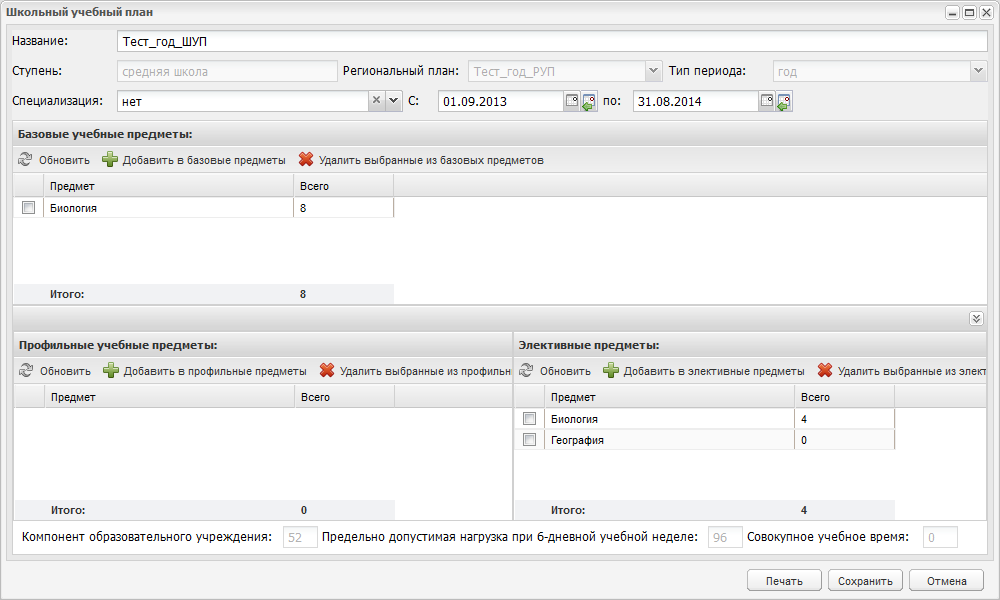 Школьный учебный план
Название: Тест_год_ШУП
Ступень: средняя школа Региональный план: Тест_год_РУП Тип периода: год
Специализация: нет С: 01.09.2013 по: 31.08.2014
Базовые учебные предметы:
Обновить Добавить в базовые предметы Удалить выбранные из базовых предметов
Предмет Всего
Биология 8
Итого: 8
Профильные учебные предметы:
Обновить Добавить в профильные предметы Удалить выбранные из профильн
Предмет Всего
Итого: 0
Элективные предметы:
Обновить Добавить в элективные предметы Удалить выбранные из элект
Предмет Всего
Биология 4
География 0
Итого: 4
Компонент образовательного учреждения: 52 Предельно допустимая нагрузка при 6-дневной учебной неделе: 96 Совокупное учебное время: 0
Печать Сохранить Отмена